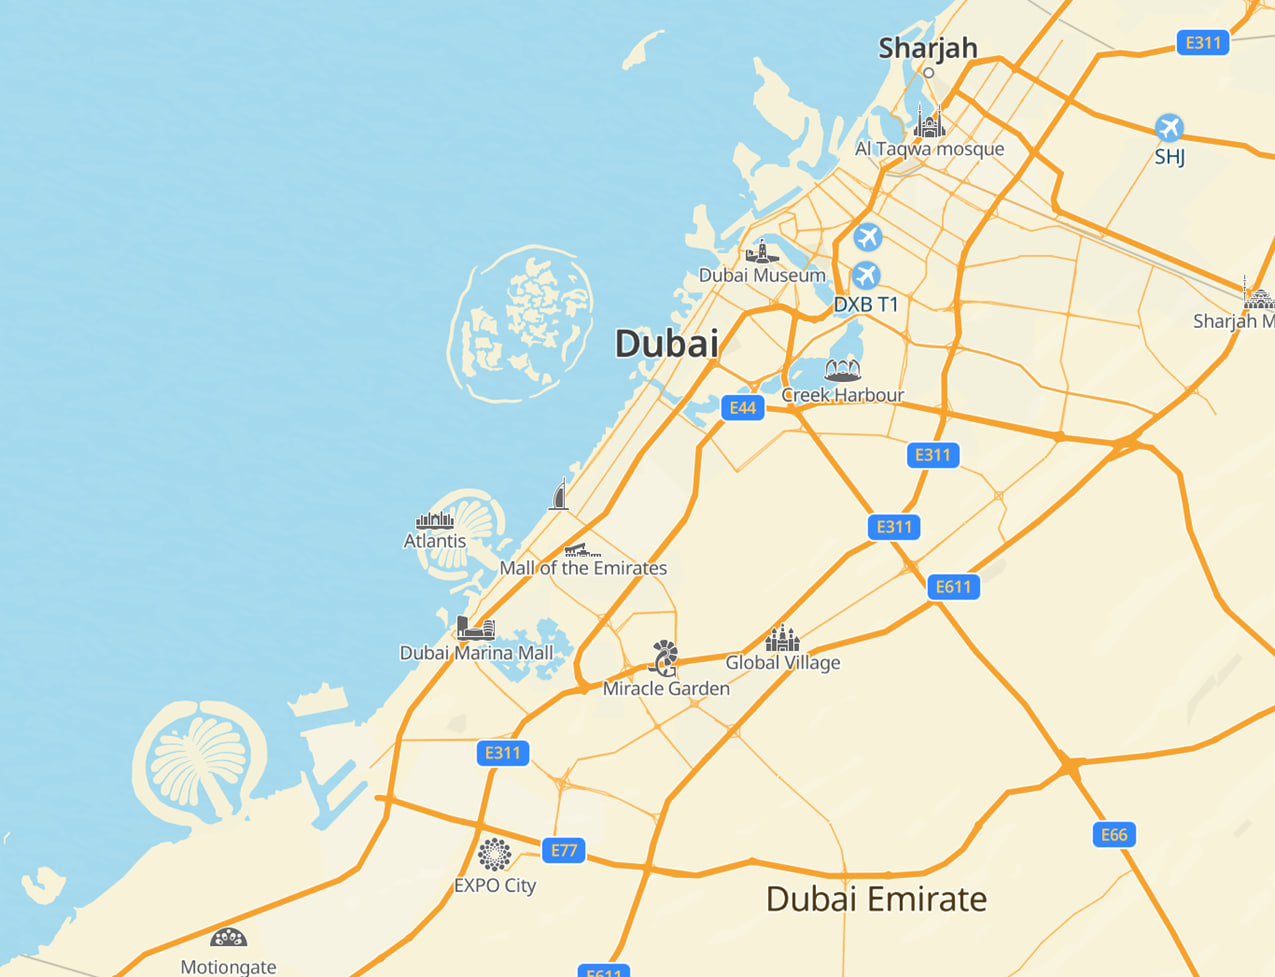 E311
Sharjah
SHJ
Al Taqwa mosque
Dubai Museum
DXB T1
Sharjah M
Dubai
Creek Harbour
E44
E311
E311
Atlantis
Mall of the Emirates
E611
Dubai Marina Mall
Global Village
Miracle Garden
E311
E66
E77
EXPO City
Dubai Emirate
Motiongate
E611